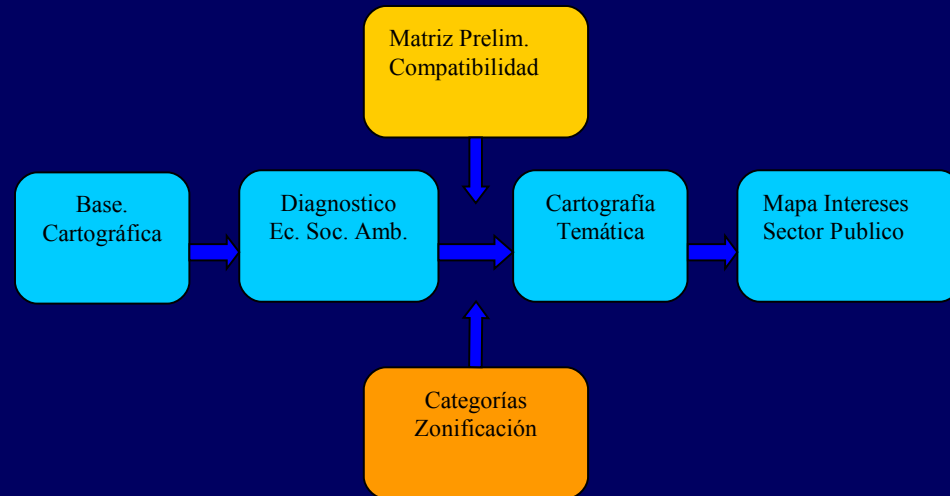 Matriz Prelim.
Compatibilidad
Base.
Cartográfica
Diagnostico
Ec. Soc. Amb.
Cartografía
Temática
Mapa Intereses
Sector Publico
Categorías
Zonificación